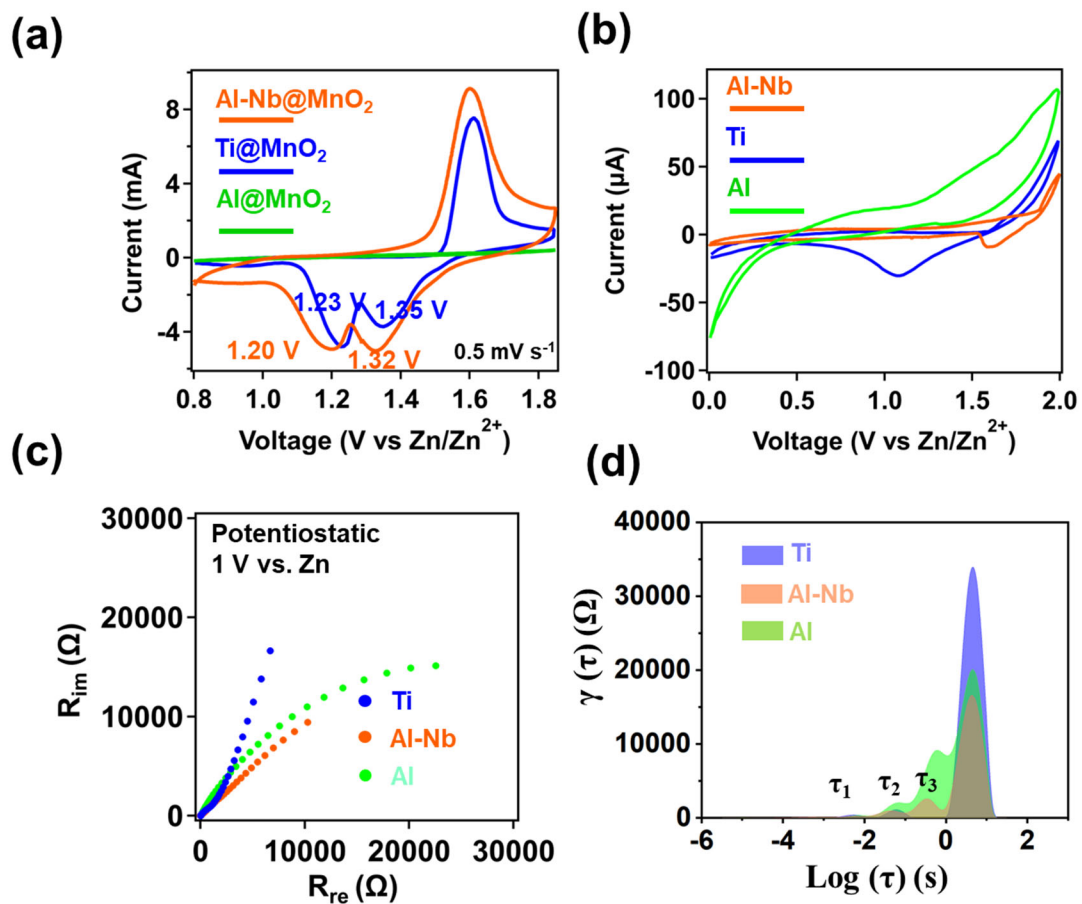 (a)
Al-Nb@MnO₂
Ti@MnO₂
Al@MnO₂
8
4
0
-4
Current (mA)
1.23 V
1.35 V
1.20 V
1.32 V
0.5 mV s⁻¹
0.8 1.0 1.2 1.4 1.6 1.8
Voltage (V vs Zn/Zn²⁺)
(b)
Al-Nb
Ti
Al
100
50
0
-50
-100
Current (μA)
0.0 0.5 1.0 1.5 2.0
Voltage (V vs Zn/Zn²⁺)
(c)
Potentiostatic
1 V vs. Zn
30000
20000
10000
0
R_im (Ω)
Ti
Al-Nb
Al
0 10000 20000 30000
R_re (Ω)
(d)
Ti
Al-Nb
Al
40000
30000
20000
10000
0
γ (τ) (Ω)
τ₁ τ₂ τ₃
-6 -4 -2 0 2
Log (τ) (s)